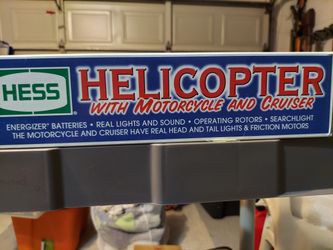 HESS
HELICOPTER
WITH MOTORCYCLE AND CRUISER
ENERGIZER® BATTERIES • REAL LIGHTS AND SOUND • OPERATING ROTORS • SEARCHLIGHT
THE MOTORCYCLE AND CRUISER HAVE REAL HEAD AND TAIL LIGHTS & FRICTION MOTORS